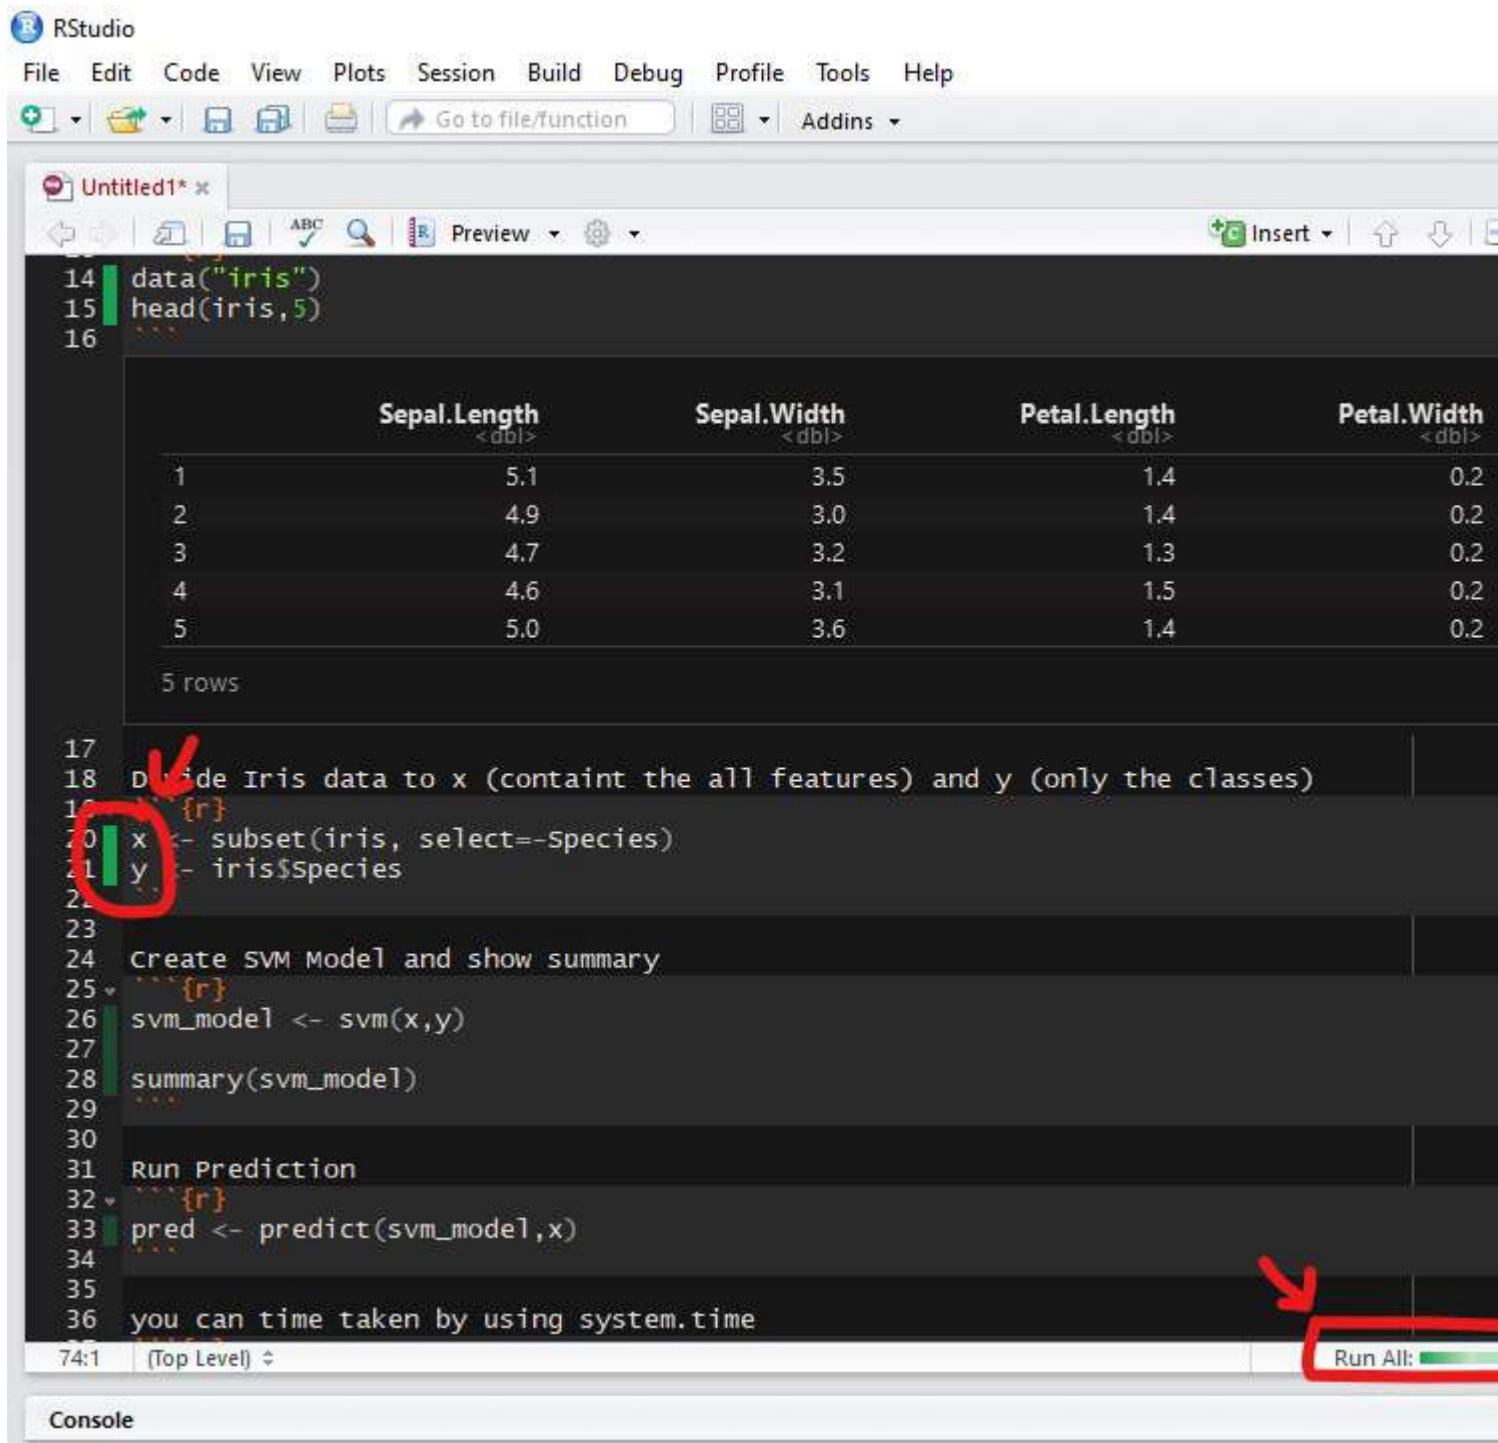 RStudio
File Edit Code View Plots Session Build Debug Profile Tools Help
Go to file/function Addins
Untitled1*
ABC Preview Insert
14 data("iris")
15 head(iris,5)
16 ```
Sepal.Length Sepal.Width Petal.Length Petal.Width
<dbl> <dbl> <dbl> <dbl>
1 5.1 3.5 1.4 0.2
2 4.9 3.0 1.4 0.2
3 4.7 3.2 1.3 0.2
4 4.6 3.1 1.5 0.2
5 5.0 3.6 1.4 0.2
5 rows
17
18 Divide Iris data to x (containt the all features) and y (only the classes)
19 ```{r}
20 x <- subset(iris, select=-Species)
21 y <- iris$Species
22 ```
23
24 Create SVM Model and show summary
25 ```{r}
26 svm_model <- svm(x,y)
27
28 summary(svm_model)
29 ```
30
31 Run Prediction
32 ```{r}
33 pred <- predict(svm_model,x)
34 ```
35
36 you can time taken by using system.time
74:1 (Top Level) Run All:
Console